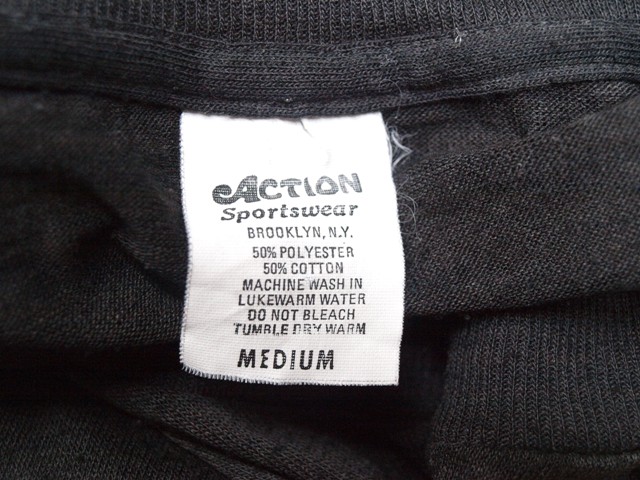 ACTION
Sportswear
BROOKLYN, N.Y.
50% POLYESTER
50% COTTON
MACHINE WASH IN
LUKEWARM WATER
DO NOT BLEACH
TUMBLE DRY WARM
MEDIUM